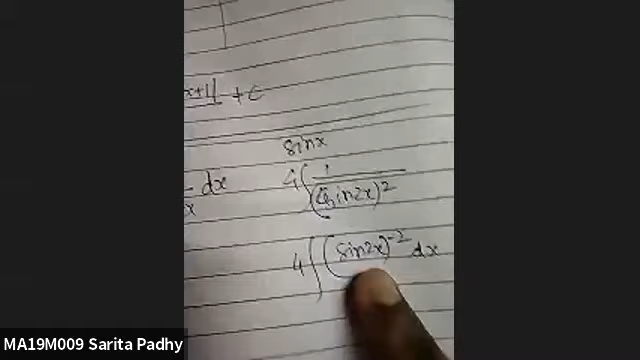 x+1| + c
sinx
/x dx 4∫ 1/(sin2x)²
4∫(sin2x)⁻² dx
MA19M009 Sarita Padhy